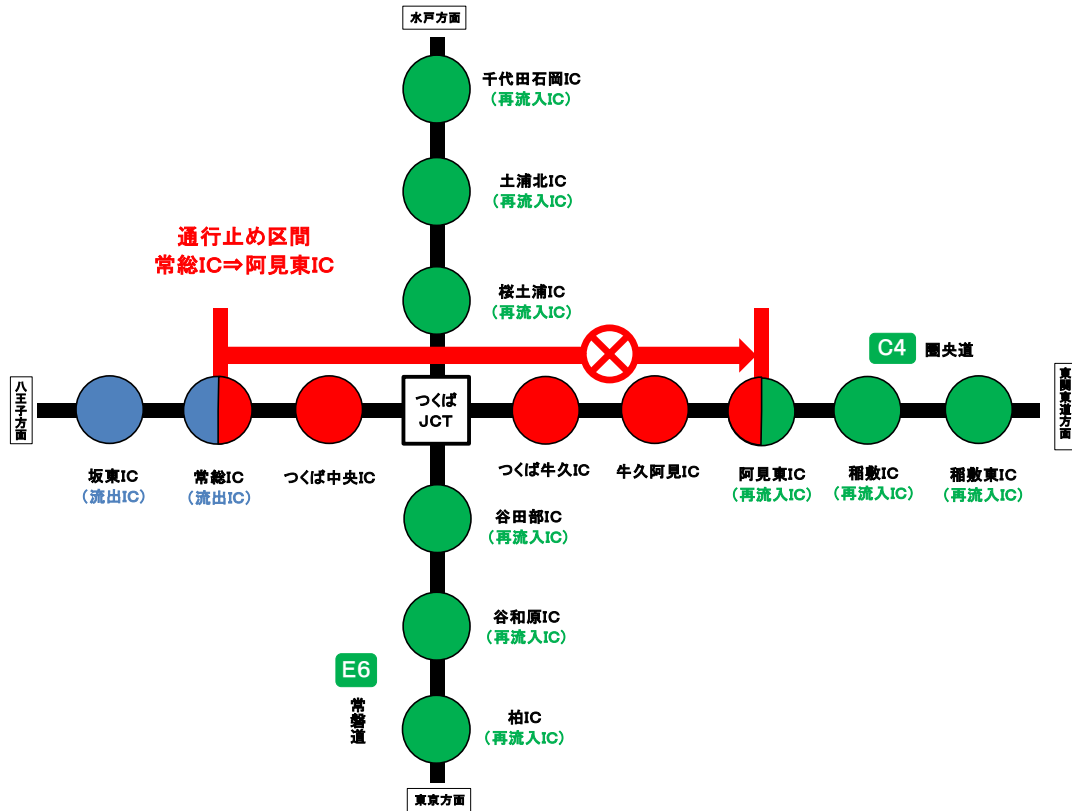 水戸方面
千代田石岡IC
(再流入IC)
土浦北IC
(再流入IC)
通行止め区間
常総IC⇒阿見東IC
桜土浦IC
(再流入IC)
C4 圏央道
八王子方面
つくば
JCT
東関東道方面
坂東IC
(流出IC)
常総IC
(流出IC)
つくば中央IC
つくば牛久IC
牛久阿見IC
阿見東IC
(再流入IC)
稲敷IC
(再流入IC)
稲敷東IC
(再流入IC)
谷田部IC
(再流入IC)
谷和原IC
(再流入IC)
E6
常磐道
柏IC
(再流入IC)
東京方面